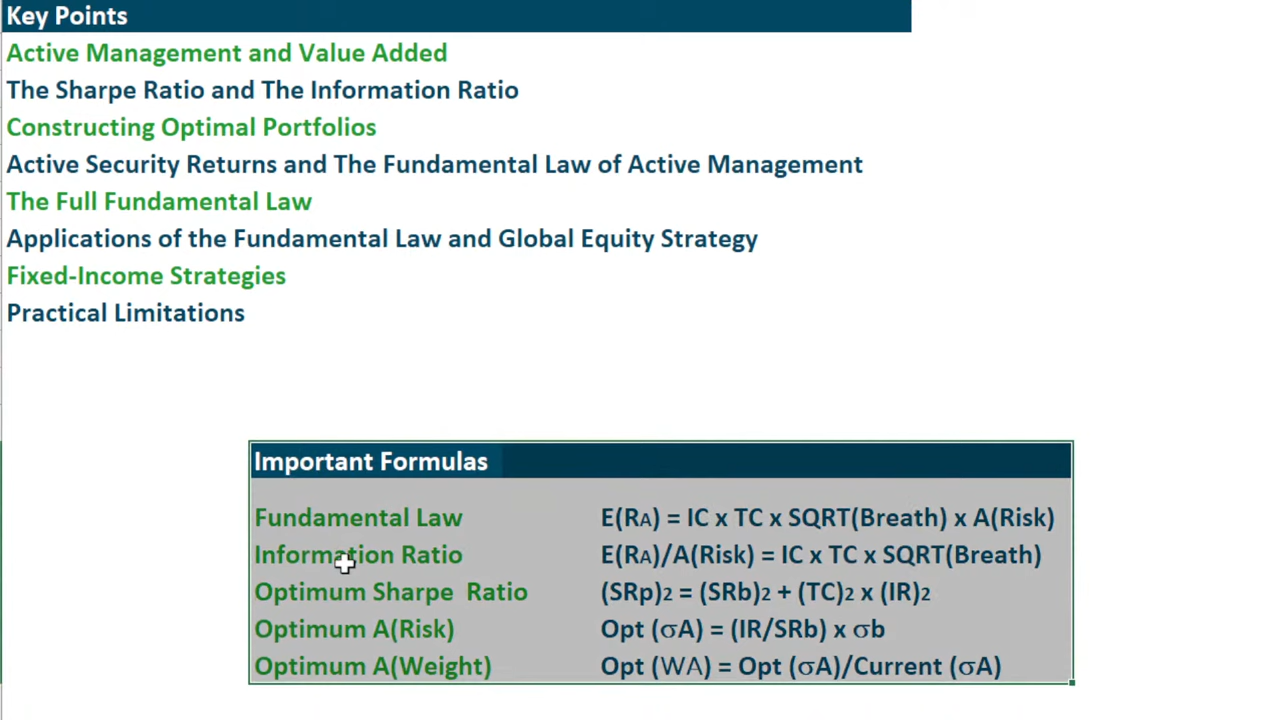 Key Points
Active Management and Value Added
The Sharpe Ratio and The Information Ratio
Constructing Optimal Portfolios
Active Security Returns and The Fundamental Law of Active Management
The Full Fundamental Law
Applications of the Fundamental Law and Global Equity Strategy
Fixed-Income Strategies
Practical Limitations
Important Formulas
Fundamental Law E(RA) = IC x TC x SQRT(Breath) x A(Risk)
Information Ratio E(RA)/A(Risk) = IC x TC x SQRT(Breath)
Optimum Sharpe Ratio (SRp)2 = (SRb)2 + (TC)2 x (IR)2
Optimum A(Risk) Opt (σA) = (IR/SRb) x σb
Optimum A(Weight) Opt (WA) = Opt (σA)/Current (σA)